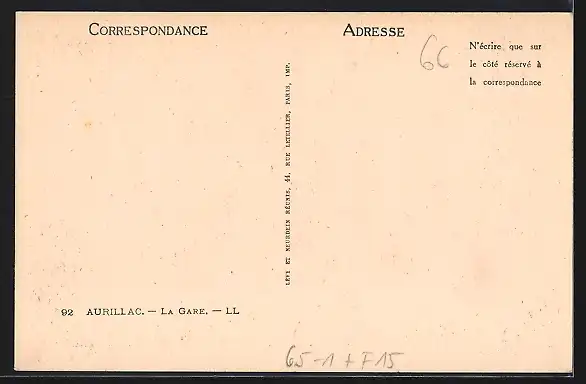 CORRESPONDANCE
ADRESSE
66
N'écrire que sur
le côté réservé à
la correspondance
LÉVY ET NEURDEIN RÉUNIS, 44, RUE LETELLIER, PARIS, IMP.
92 AURILLAC. — LA GARE. — LL
65-1 + F15